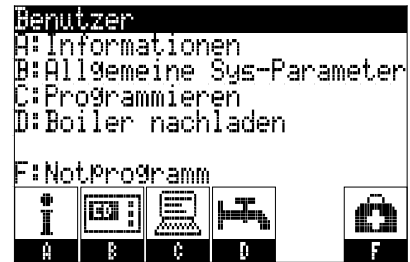 Benutzer
A:Informationen
B:Allgemeine Sys-Parameter
C:Programmieren
D:Boiler nachladen
F:Notprogramm
A B C D F